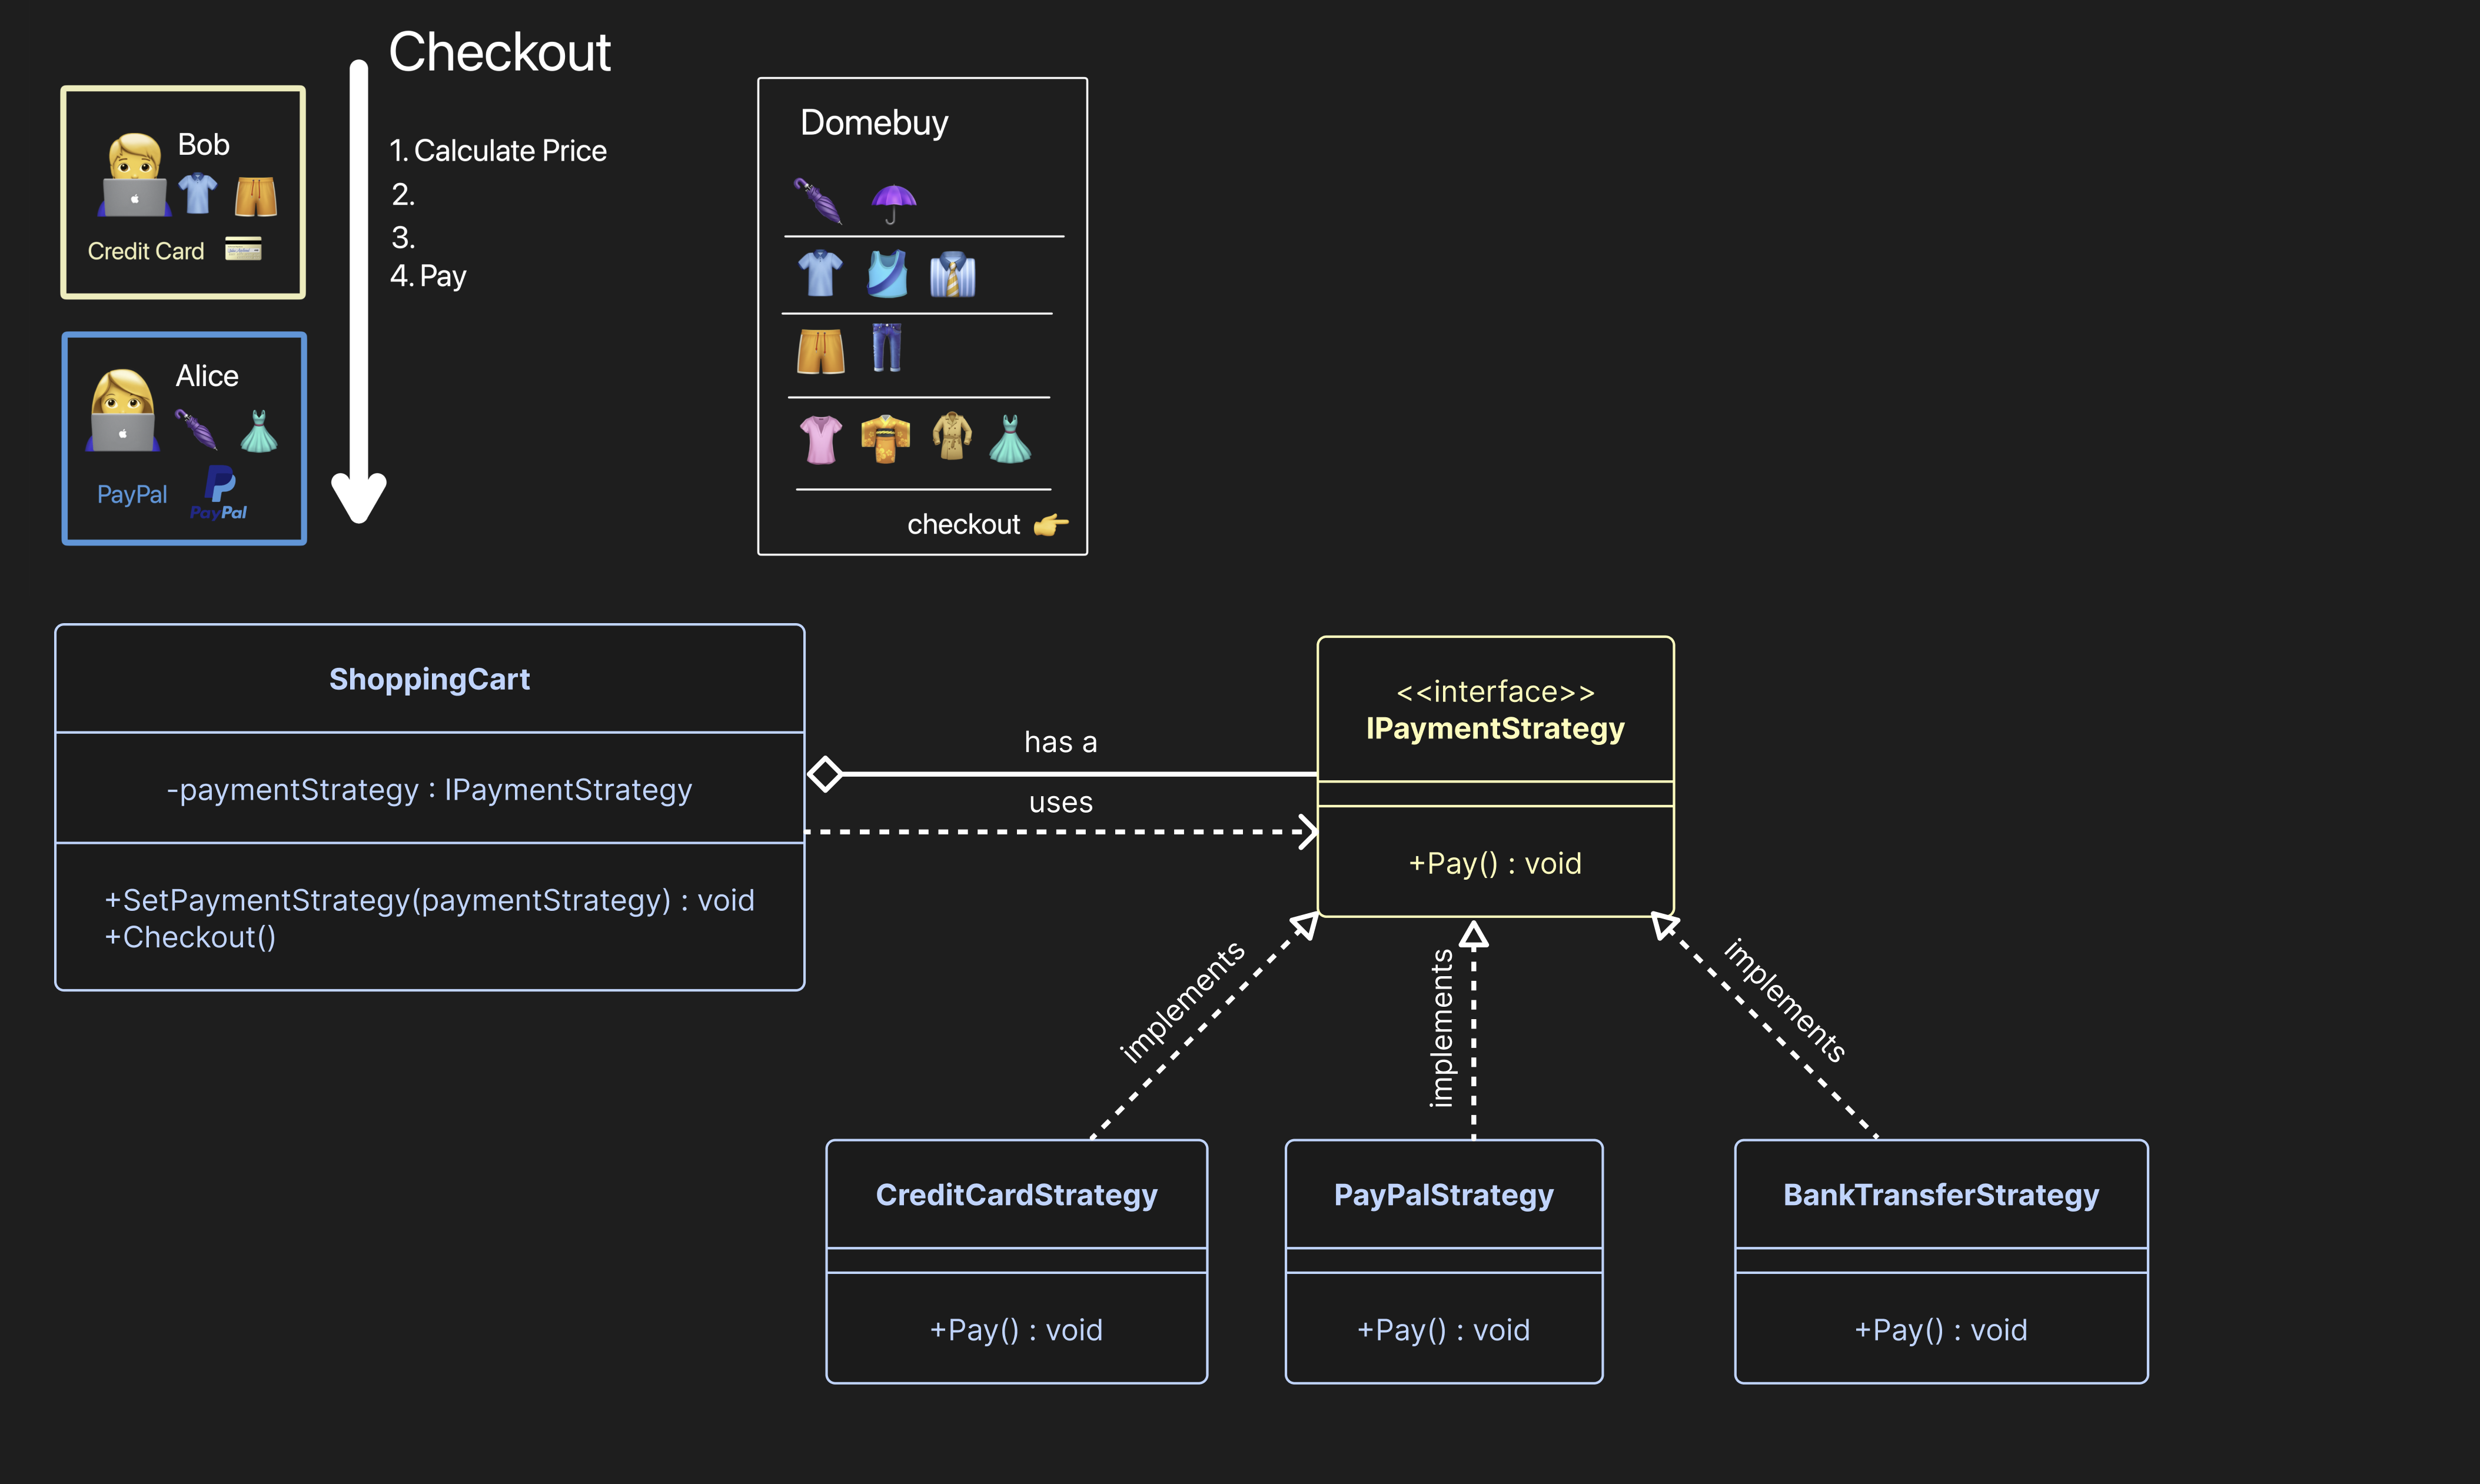 Checkout
1. Calculate Price
2.
3.
4. Pay
Bob
Credit Card
Alice
PayPal
PayPal
Domebuy
checkout
ShoppingCart
-paymentStrategy : IPaymentStrategy
+SetPaymentStrategy(paymentStrategy) : void
+Checkout()
has a
uses
<<interface>>
IPaymentStrategy
+Pay() : void
implements
implements
implements
CreditCardStrategy
+Pay() : void
PayPalStrategy
+Pay() : void
BankTransferStrategy
+Pay() : void